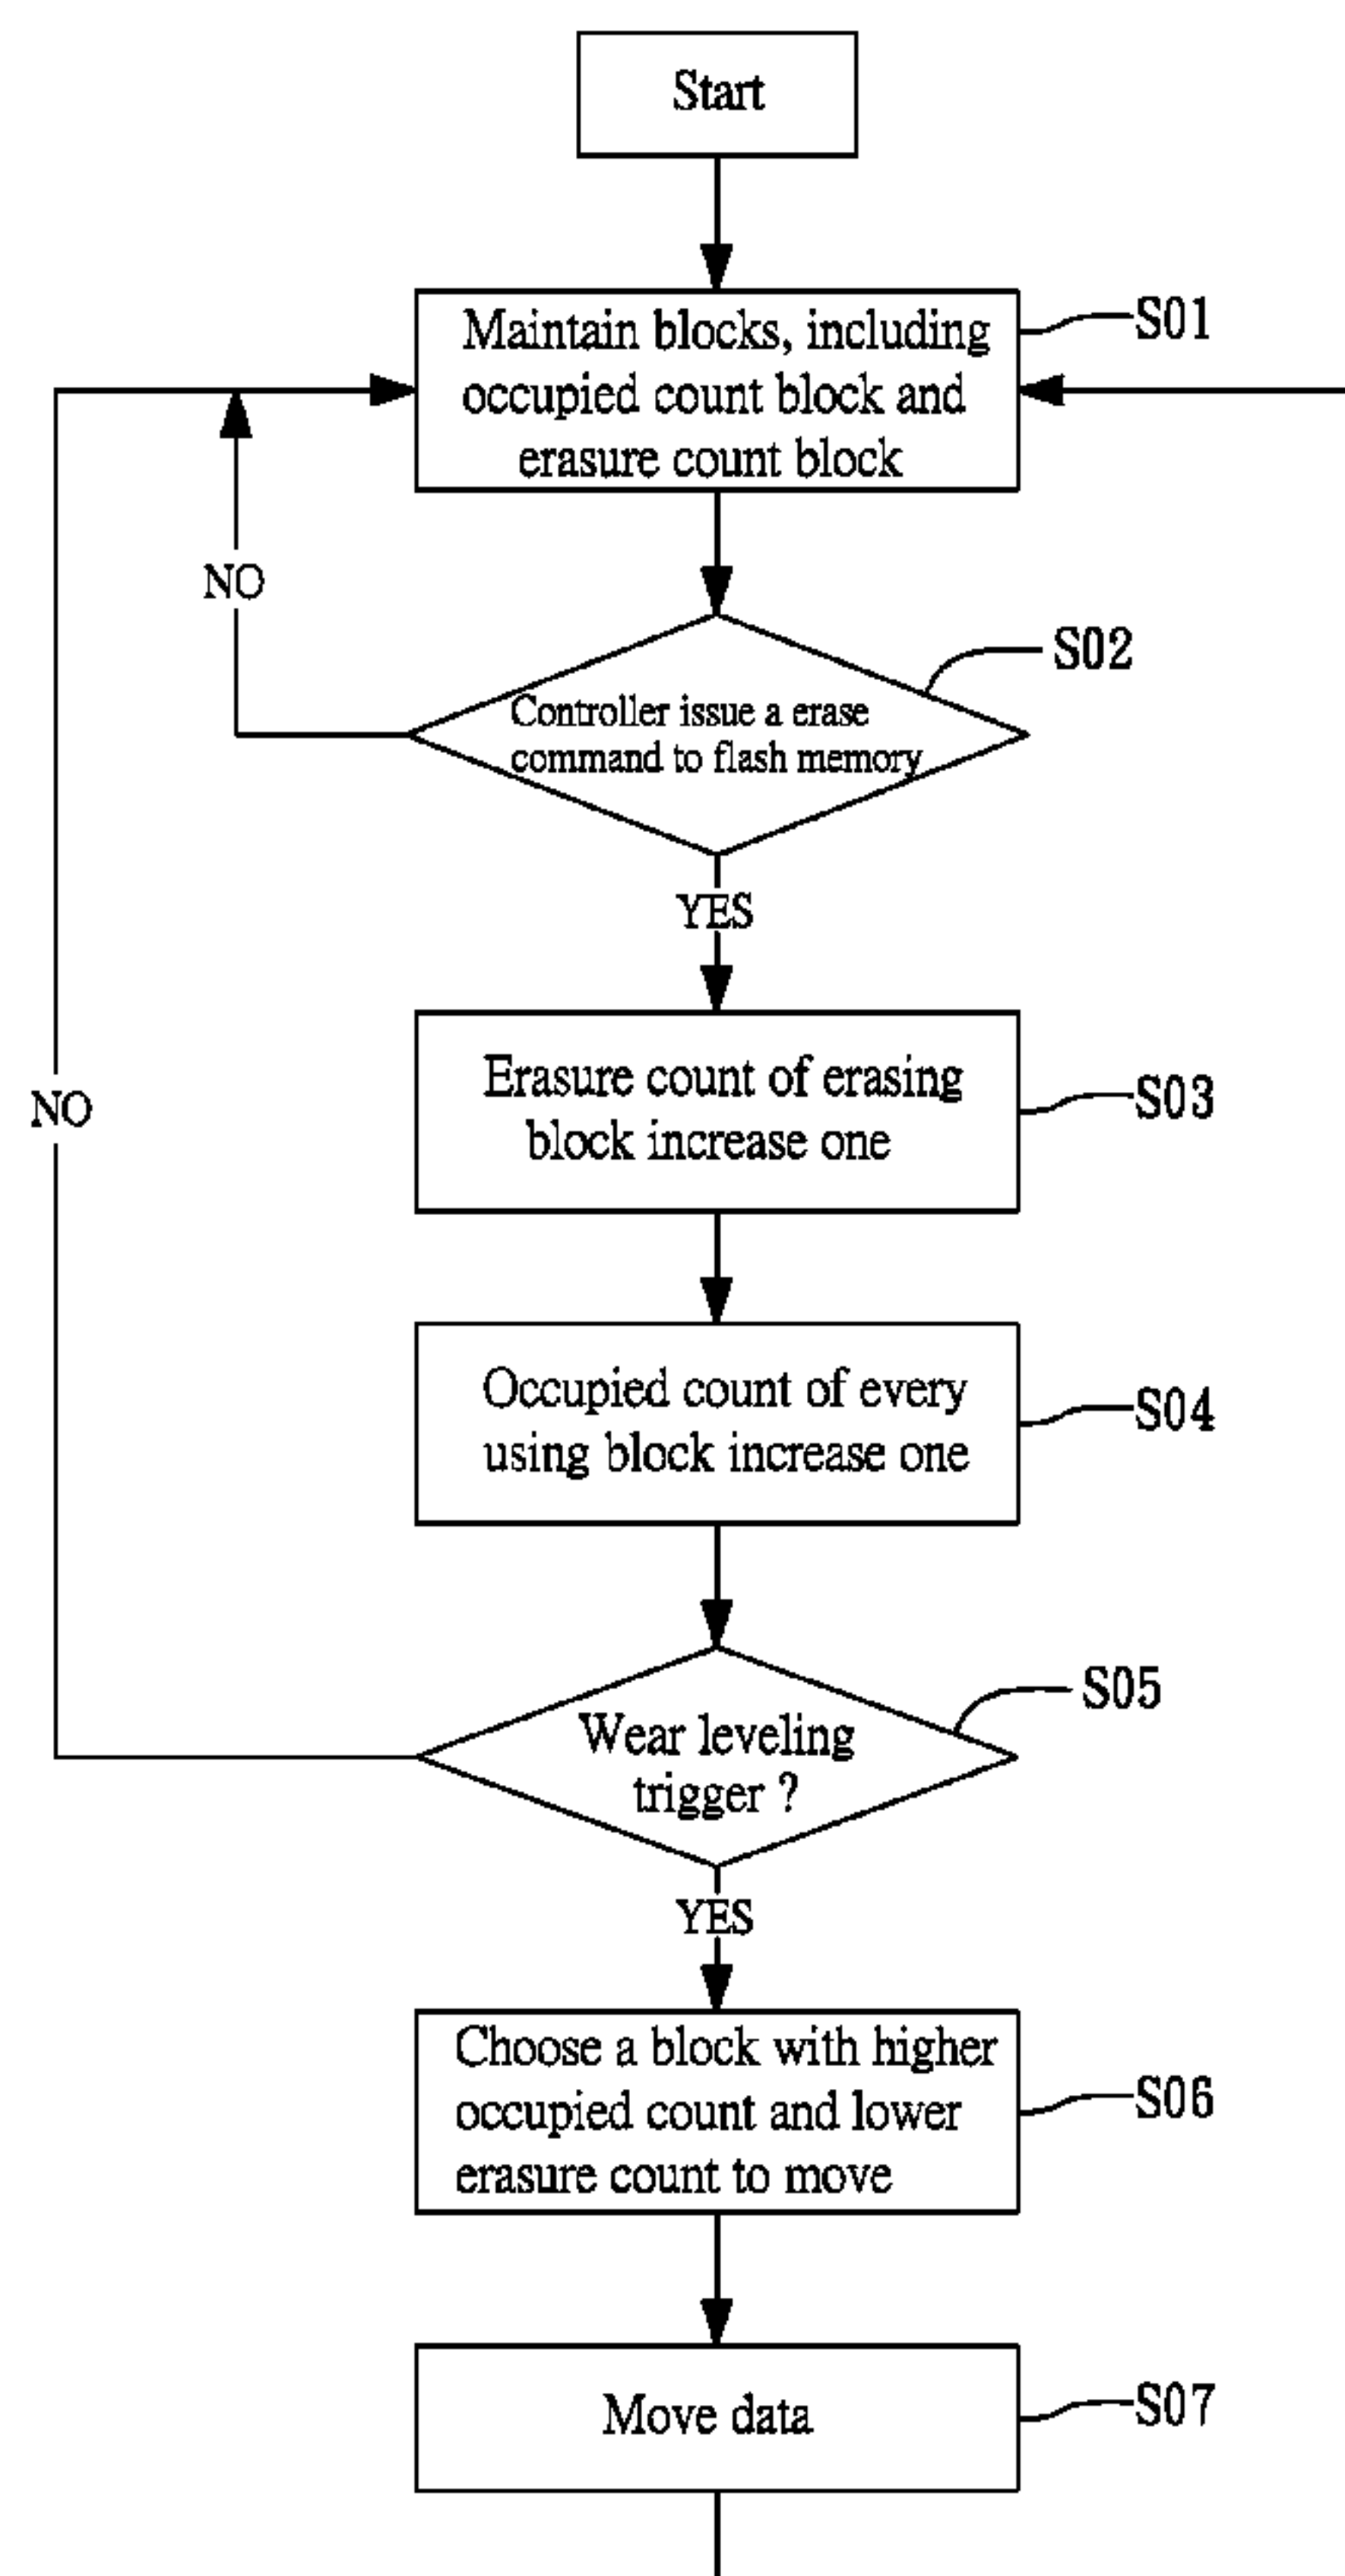 Start
Maintain blocks, including
occupied count block and
erasure count block
S01
NO
S02
Controller issue a erase
command to flash memory
YES
Erasure count of erasing
block increase one
S03
NO
Occupied count of every
using block increase one
S04
S05
Wear leveling
trigger ?
YES
Choose a block with higher
occupied count and lower
erasure count to move
S06
Move data
S07